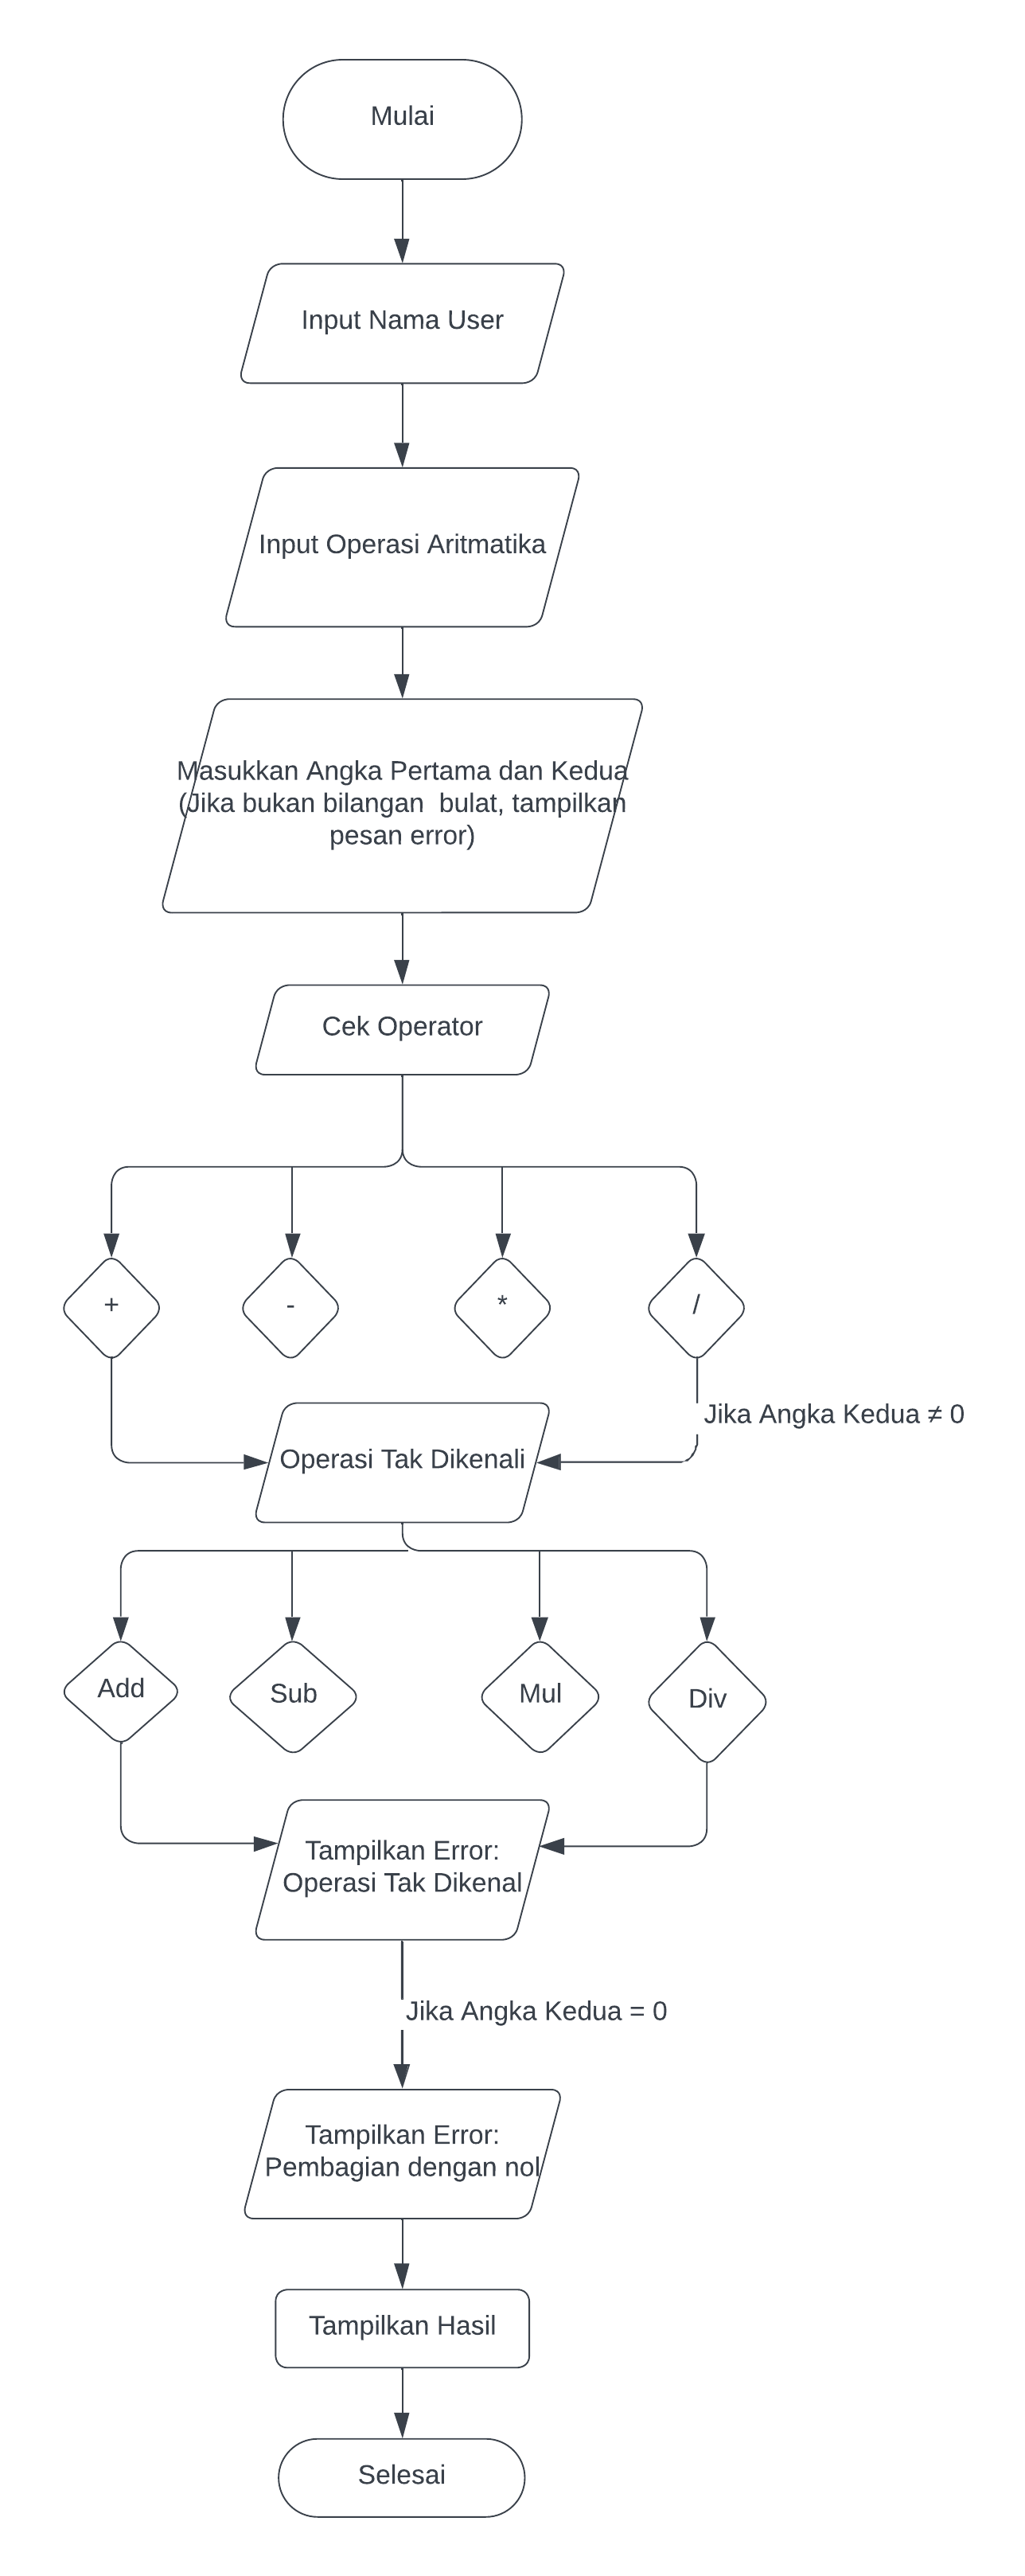 Mulai
Input Nama User
Input Operasi Aritmatika
Masukkan Angka Pertama dan Kedua
(Jika bukan bilangan  bulat, tampilkan
pesan error)
Cek Operator
+
-
*
/
Jika Angka Kedua ≠ 0
Operasi Tak Dikenali
Add
Sub
Mul
Div
Tampilkan Error:
Operasi Tak Dikenal
Jika Angka Kedua = 0
Tampilkan Error:
Pembagian dengan nol
Tampilkan Hasil
Selesai